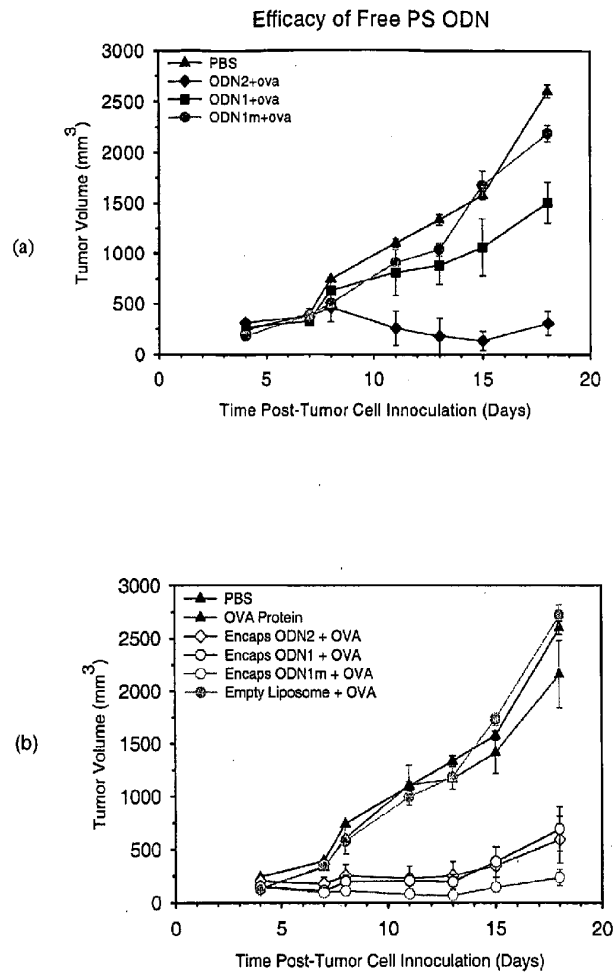 Efficacy of Free PS ODN
(a)
Tumor Volume (mm3)
3000
2500
2000
1500
1000
500
0
PBS
ODN2+ova
ODN1+ova
ODN1m+ova
0 5 10 15 20
Time Post-Tumor Cell Innoculation (Days)
(b)
Tumor Volume (mm3)
3000
2500
2000
1500
1000
500
0
PBS
OVA Protein
Encaps ODN2 + OVA
Encaps ODN1 + OVA
Encaps ODN1m + OVA
Empty Liposome + OVA
0 5 10 15 20
Time Post-Tumor Cell Innoculation (Days)